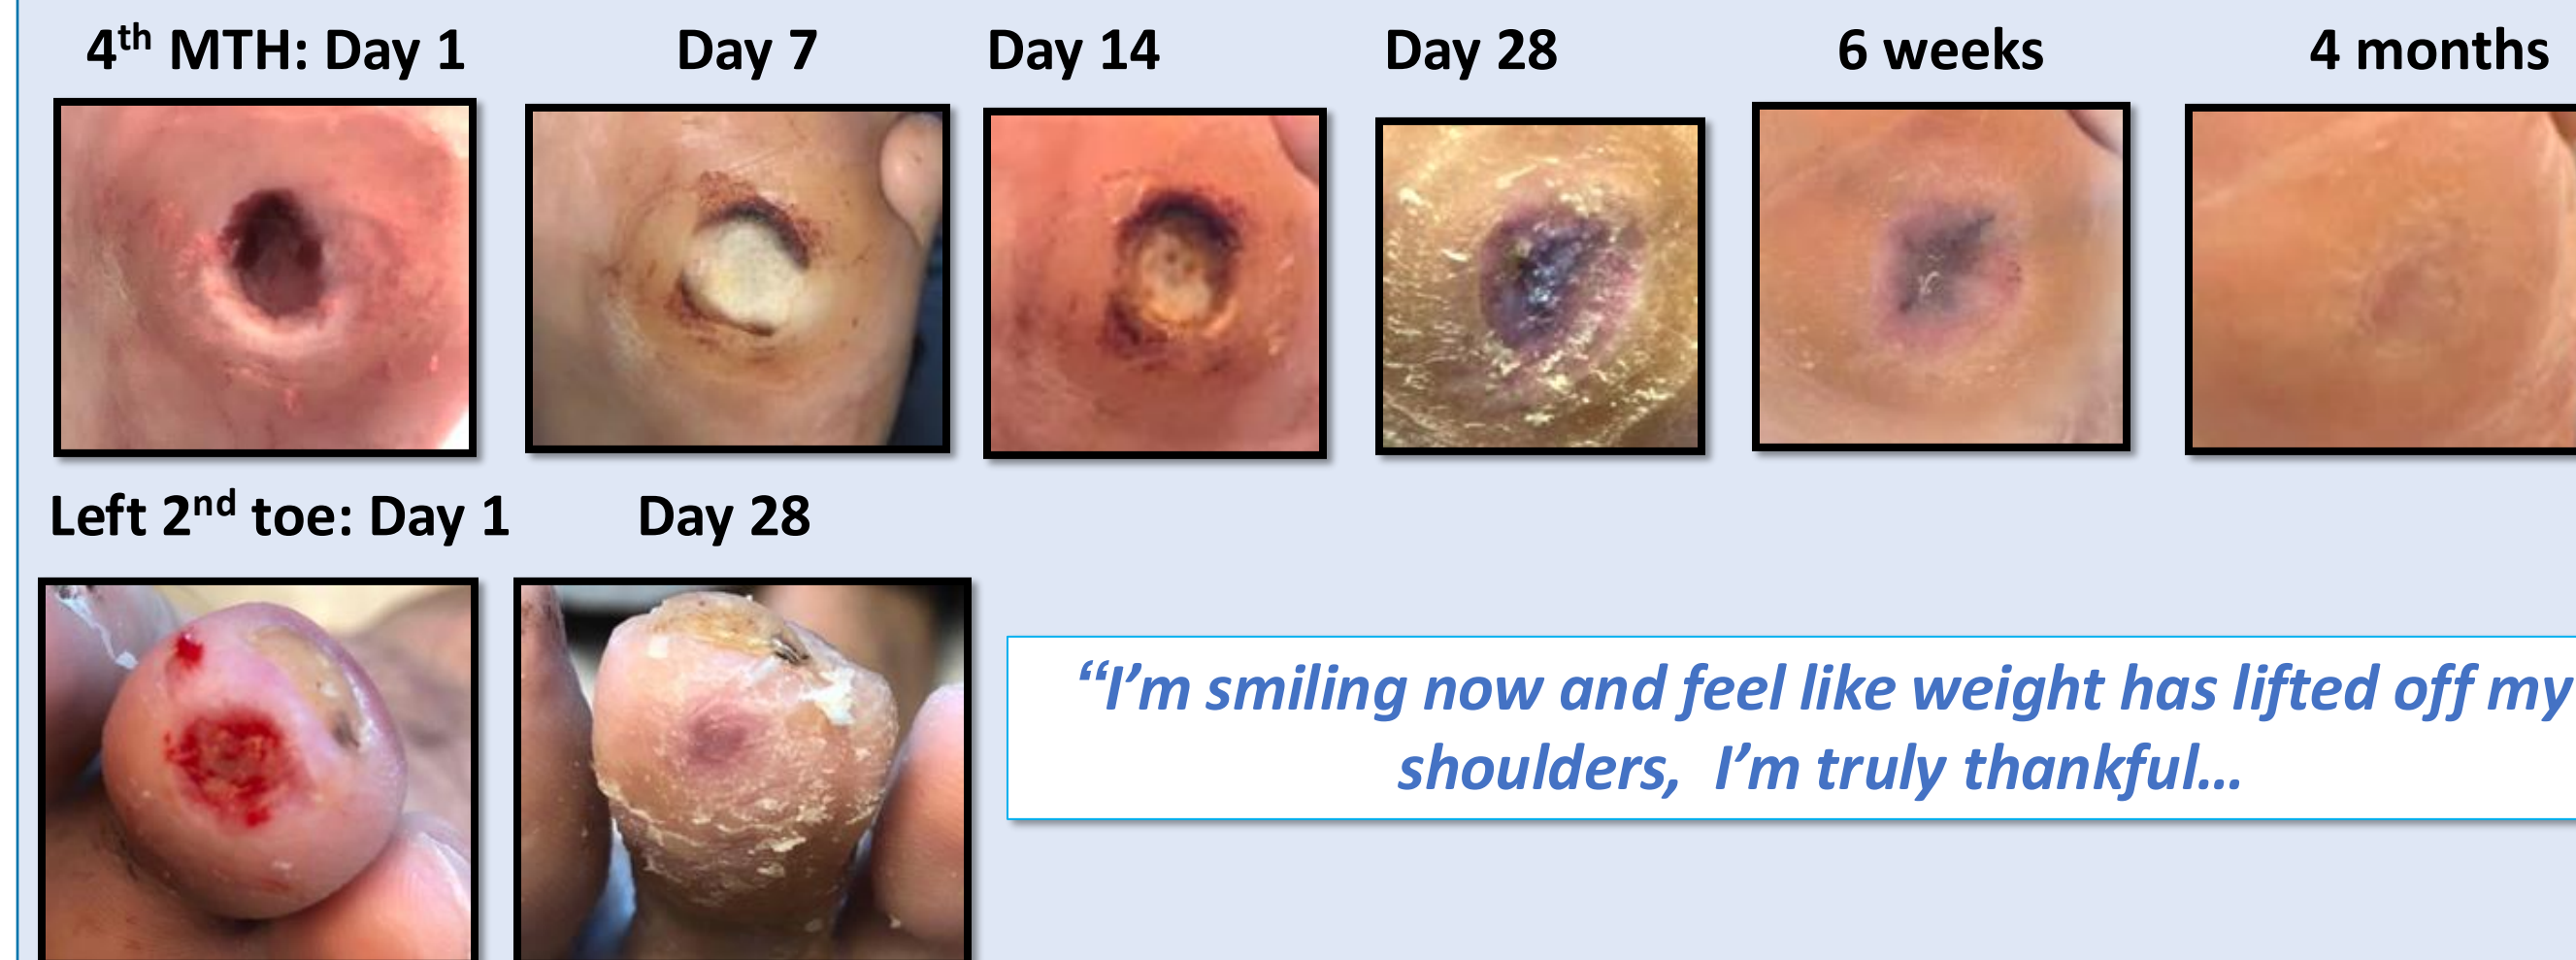 4th MTH: Day 1 Day 7 Day 14 Day 28 6 weeks 4 months
Left 2nd toe: Day 1 Day 28
“I’m smiling now and feel like weight has lifted off my
shoulders, I’m truly thankful...